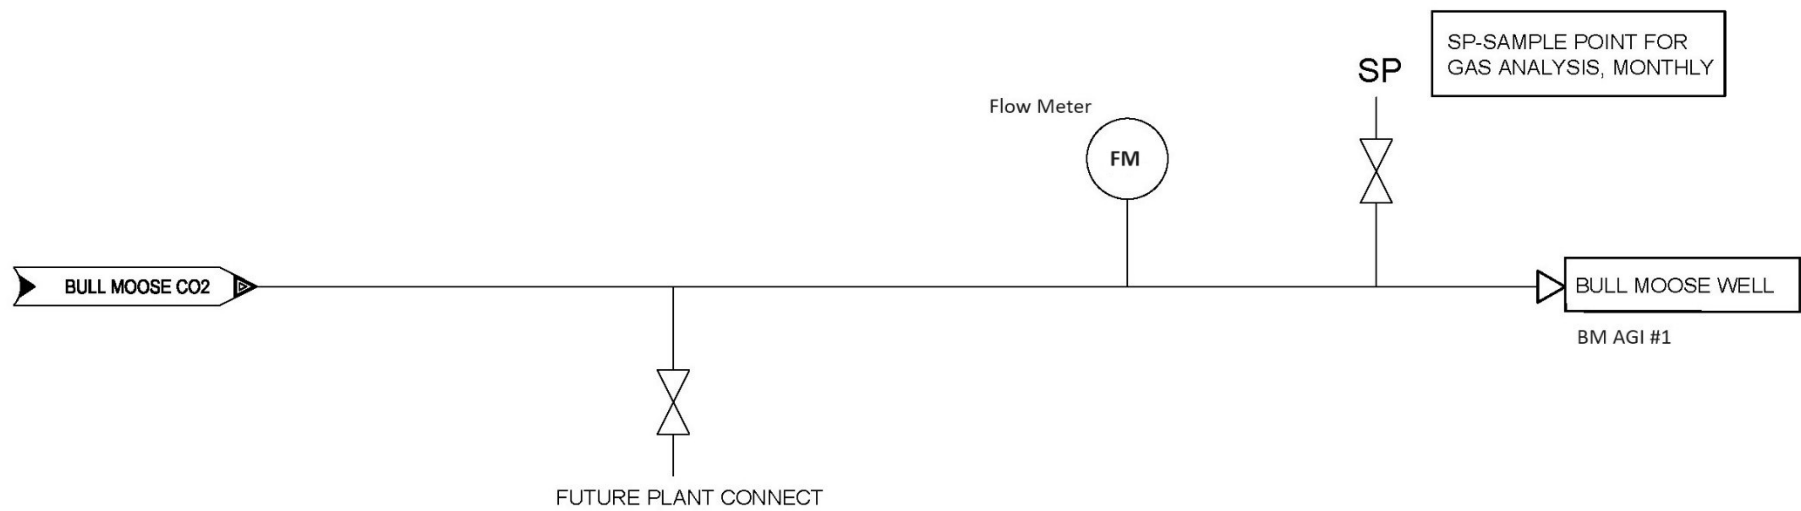 SP-SAMPLE POINT FOR
GAS ANALYSIS, MONTHLY
SP
Flow Meter
FM
BULL MOOSE CO2
BULL MOOSE WELL
BM AGI #1
FUTURE PLANT CONNECT